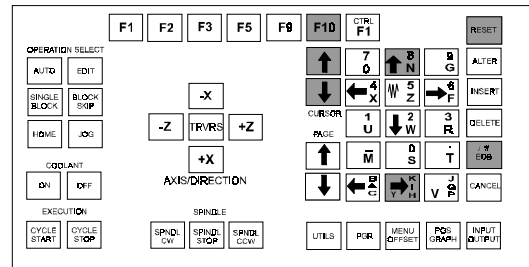 F1 F2 F3 F5 F9 F10 CTRL F1 RESET
OPERATION SELECT
AUTO EDIT
SINGLE BLOCK BLOCK SKIP
HOME JOG
COOLANT
ON OFF
EXECUTION
CYCLE START CYCLE STOP
-X
-Z TRVRS +Z
+X
AXIS/DIRECTION
SPINDLE
SPNDL CW SPNDL STOP SPNDL CCW
7 O 8 N 9 G ALTER
4 X 5 Z 6 F INSERT
CURSOR
1 U 2 W 3 R DELETE
PAGE
– M 0 S . T / # EOB
B A C Y K I H V J Q P CANCEL
UTILS PGR MENU OFFSET POS GRAPH INPUT OUTPUT